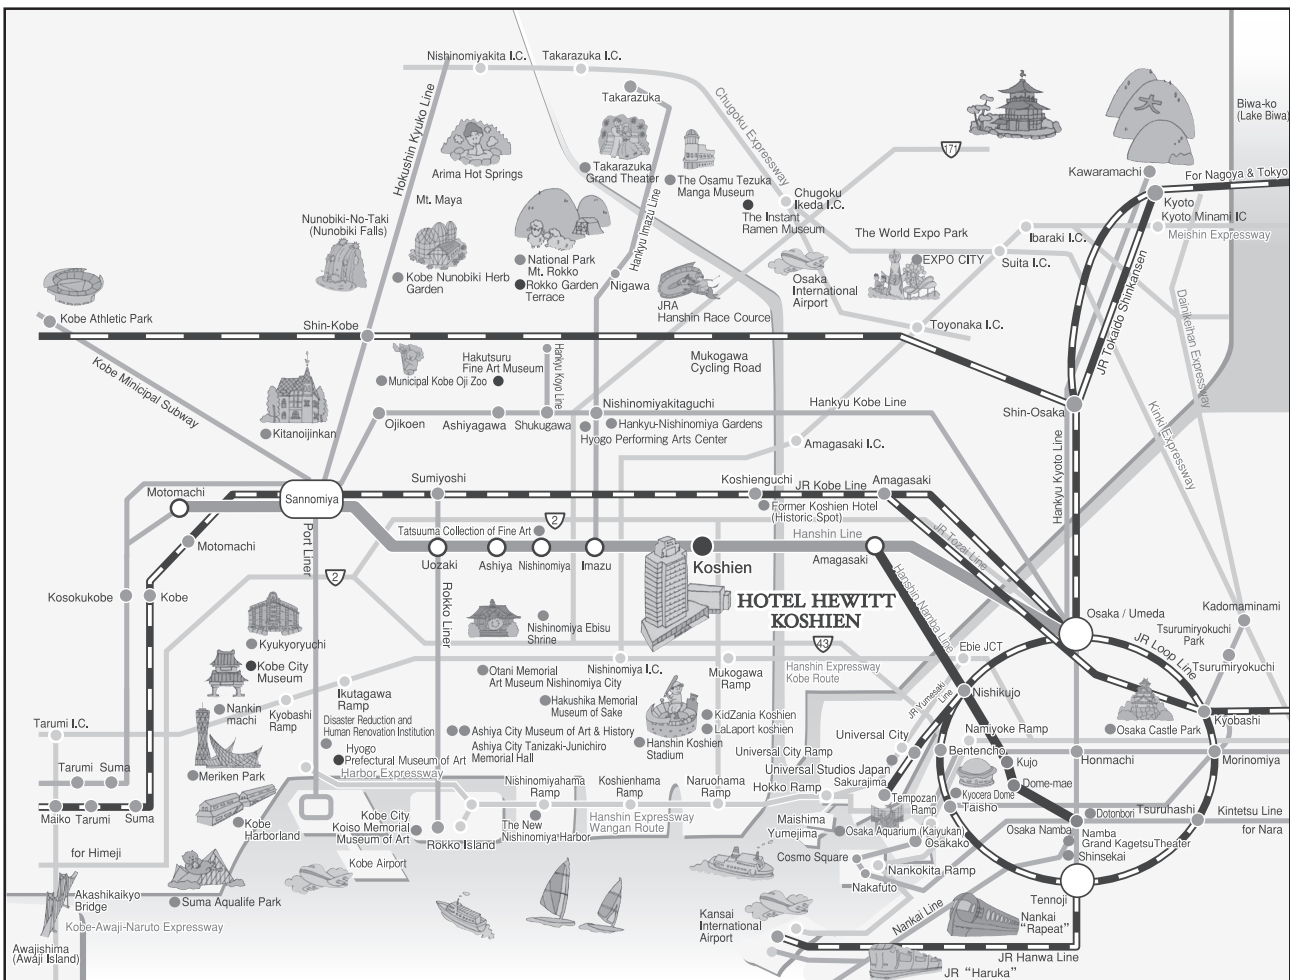 Nishinomiyakita I.C.
Takarazuka I.C.
Takarazuka
Hokushin Kyuko Line
Chugoku Expressway
171
Biwa-ko
(Lake Biwa)
Arima Hot Springs
Takarazuka
Grand Theater
The Osamu Tezuka
Manga Museum
The Instant
Ramen Museum
Chugoku
Ikeda I.C.
Kawaramachi
For Nagoya & Tokyo
Kyoto
Kyoto Minami IC
Meishin Expressway
Mt. Maya
Nunobiki-No-Taki
(Nunobiki Falls)
Hankyu Imazu Line
The World Expo Park
EXPO CITY
Ibaraki I.C.
Suita I.C.
Kobe Nunobiki Herb
Garden
National Park
Mt. Rokko
Rokko Garden
Terrace
Nigawa
JRA
Hanshin Race Cource
Osaka
International
Airport
Toyonaka I.C.
JR Tokaido Shinkansen
Dainikeihan Expressway
Kobe Athletic Park
Shin-Kobe
Kobe Minicipal Subway
Hakutsuru
Fine Art Museum
Municipal Kobe Oji Zoo
Hankyu Koyo Line
Mukogawa
Cycling Road
Kitanoijinkan
Ojikoen
Ashiyagawa
Shukugawa
Nishinomiyakitaguchi
Hankyu-Nishinomiya Gardens
Hyogo Performing Arts Center
Hankyu Kobe Line
Amagasaki I.C.
Shin-Osaka
Hankyu Kyoto Line
Kinki Expressway
Motomachi
Sannomiya
Sumiyoshi
Koshienguchi
JR Kobe Line
Amagasaki
Former Koshien Hotel
(Historic Spot)
Motomachi
Port Liner
Tatsuuma Collection of Fine Art
2
Hanshin Line
JR Tozai Line
Uozaki
Ashiya
Nishinomiya
Imazu
Koshien
Amagasaki
2
Kosokukobe
Kobe
Rokko Liner
HOTEL HEWITT
KOSHIEN
Hanshin Namba Line
Osaka / Umeda
Kadomaminami
Tsurumiryokuchi
Park
Tsurumiryokuchi
JR Loop Line
Kyukyoryuchi
Nishinomiya Ebisu
Shrine
43
Ebie JCT
Kobe City
Museum
Otani Memorial
Art Museum Nishinomiya City
Nishinomiya I.C.
Mukogawa
Ramp
Hanshin Expressway
Kobe Route
JR Yumesaki Line
Nishikujo
Nankin
machi
Kyobashi
Ramp
Ikutagawa
Ramp
Hakushika Memorial
Museum of Sake
KidZania Koshien
LaLaport koshien
Hanshin Koshien
Stadium
Osaka Castle Park
Kyobashi
Tarumi I.C.
Disaster Reduction and
Human Renovation Institution
Ashiya City Museum of Art & History
Ashiya City Tanizaki-Junichiro
Memorial Hall
Universal City
Namiyoke Ramp
Bentencho
Kujo
Honmachi
Morinomiya
Universal City Ramp
Universal Studios Japan
Sakurajima
Hyogo
Prefectural Museum of Art
Harbor Expressway
Tarumi
Suma
Meriken Park
Nishinomiyahama
Ramp
Koshienhama
Ramp
Naruohama
Ramp
Hokko Ramp
Tempozan
Ramp
Kyocera Dome
Taisho
Dome-mae
Dotonbori
Tsuruhashi
Kintetsu Line
for Nara
Maiko
Tarumi
Suma
Kobe
Harborland
Kobe City
Koiso Memorial
Museum of Art
Rokko Island
The New
Nishinomiya Harbor
Hanshin Expressway
Wangan Route
Maishima
Yumejima
Osaka Aquarium (Kaiyukan)
Osakako
Osaka Namba
Namba
Grand KagetsuTheater
Shinsekai
for Himeji
Kobe Airport
Cosmo Square
Nankokita Ramp
Nakafuto
Tennoji
Akashikaikyo
Bridge
Suma Aqualife Park
Kobe-Awaji-Naruto Expressway
Kansai
International
Airport
Nankai Line
Nankai
"Rapeat"
Awajishima
(Awaji Island)
JR Hanwa Line
JR "Haruka"
大